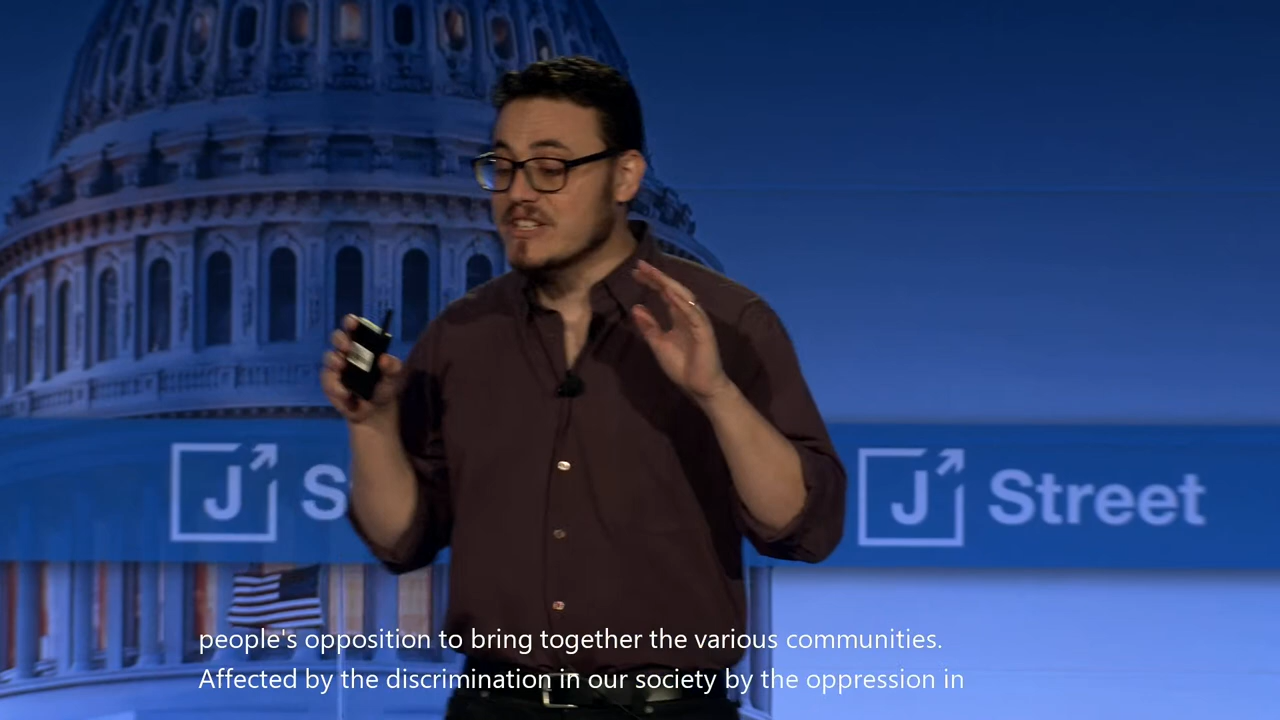 J S
J Street
people's opposition to bring together the various communities.
Affected by the discrimination in our society by the oppression in